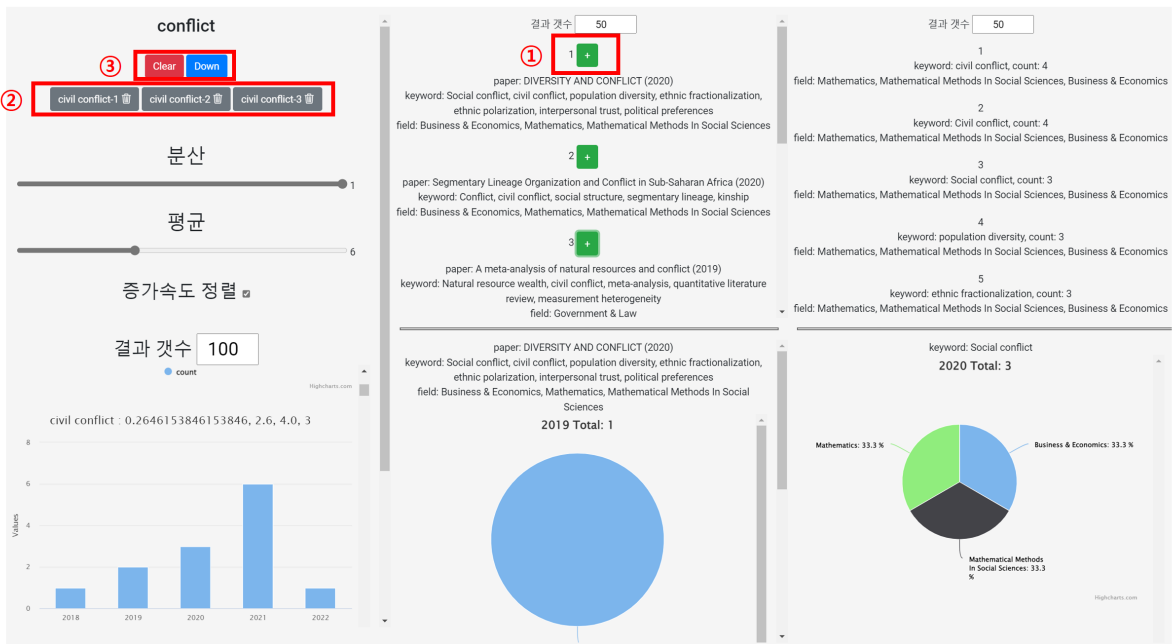 conflict
③
Clear
Down
②
civil conflict-1
civil conflict-2
civil conflict-3
분산
1
평균
6
증가속도 정렬
결과 갯수 100
count
Highcharts.com
civil conflict : 0.2646153846153846, 2.6, 4.0, 3
Values
8
6
4
2
0
2018 2019 2020 2021 2022
결과 갯수 50
①
1 +
paper: DIVERSITY AND CONFLICT (2020)
keyword: Social conflict, civil conflict, population diversity, ethnic fractionalization,
ethnic polarization, interpersonal trust, political preferences
field: Business & Economics, Mathematics, Mathematical Methods In Social Sciences
2 +
paper: Segmentary Lineage Organization and Conflict in Sub-Saharan Africa (2020)
keyword: Conflict, civil conflict, social structure, segmentary lineage, kinship
field: Business & Economics, Mathematics, Mathematical Methods In Social Sciences
3 +
paper: A meta-analysis of natural resources and conflict (2019)
keyword: Natural resource wealth, civil conflict, meta-analysis, quantitative literature
review, measurement heterogeneity
field: Government & Law
paper: DIVERSITY AND CONFLICT (2020)
keyword: Social conflict, civil conflict, population diversity, ethnic fractionalization,
ethnic polarization, interpersonal trust, political preferences
field: Business & Economics, Mathematics, Mathematical Methods In Social
Sciences
2019 Total: 1
결과 갯수 50
1
keyword: civil conflict, count: 4
field: Mathematics, Mathematical Methods In Social Sciences, Business & Economics
2
keyword: Civil conflict, count: 4
field: Mathematics, Mathematical Methods In Social Sciences, Business & Economics
3
keyword: Social conflict, count: 3
field: Mathematics, Mathematical Methods In Social Sciences, Business & Economics
4
keyword: population diversity, count: 3
field: Mathematics, Mathematical Methods In Social Sciences, Business & Economics
5
keyword: ethnic fractionalization, count: 3
field: Mathematics, Mathematical Methods In Social Sciences, Business & Economics
keyword: Social conflict
2020 Total: 3
Mathematics: 33.3 %
Business & Economics: 33.3 %
Mathematical Methods
In Social Sciences: 33.3
%
Highcharts.com